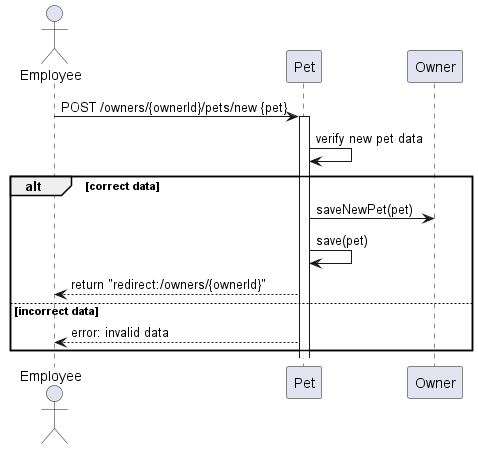 Employee
Pet
Owner
POST /owners/{ownerId}/pets/new {pet}
verify new pet data
alt
[correct data]
saveNewPet(pet)
save(pet)
return "redirect:/owners/{ownerId}"
[incorrect data]
error: invalid data
Employee
Pet
Owner